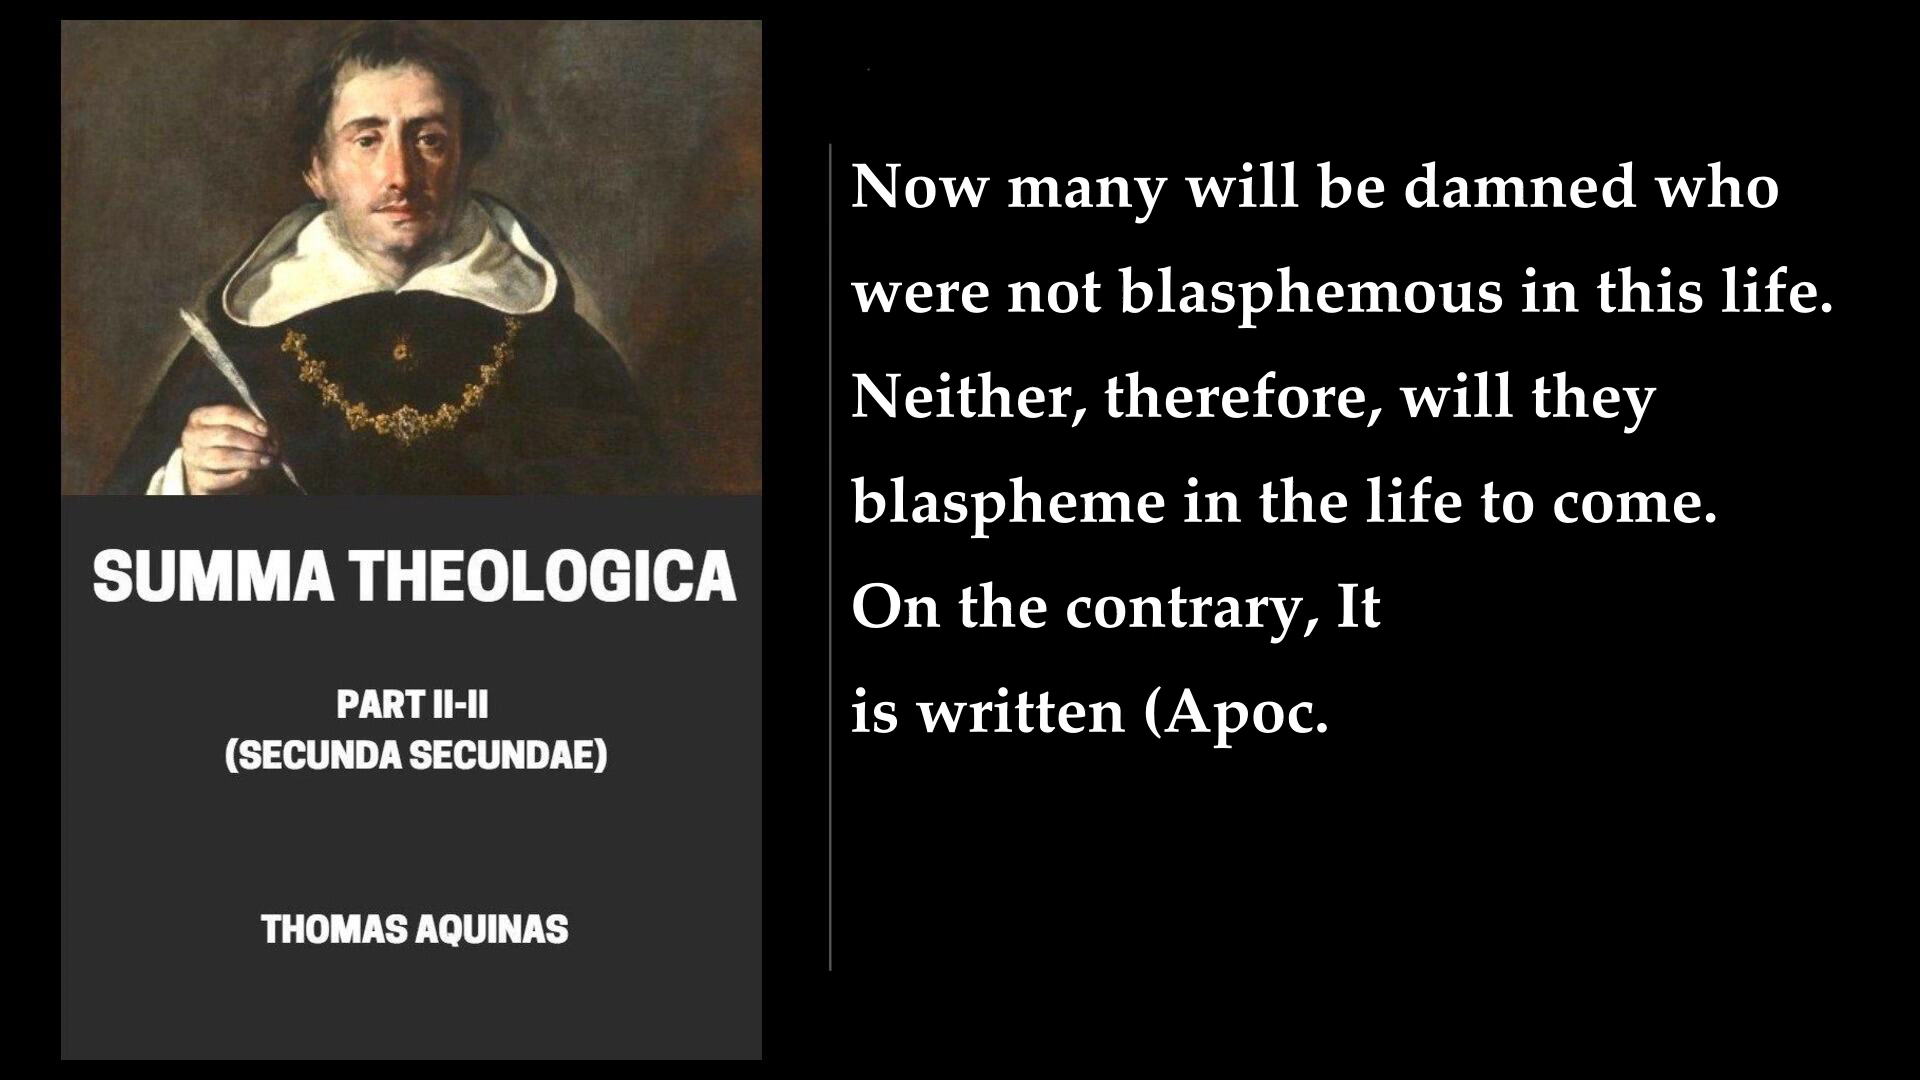 SUMMA THEOLOGICA
PART II-II
(SECUNDA SECUNDAE)
THOMAS AQUINAS
Now many will be damned who
were not blasphemous in this life.
Neither, therefore, will they
blaspheme in the life to come.
On the contrary, It
is written (Apoc.